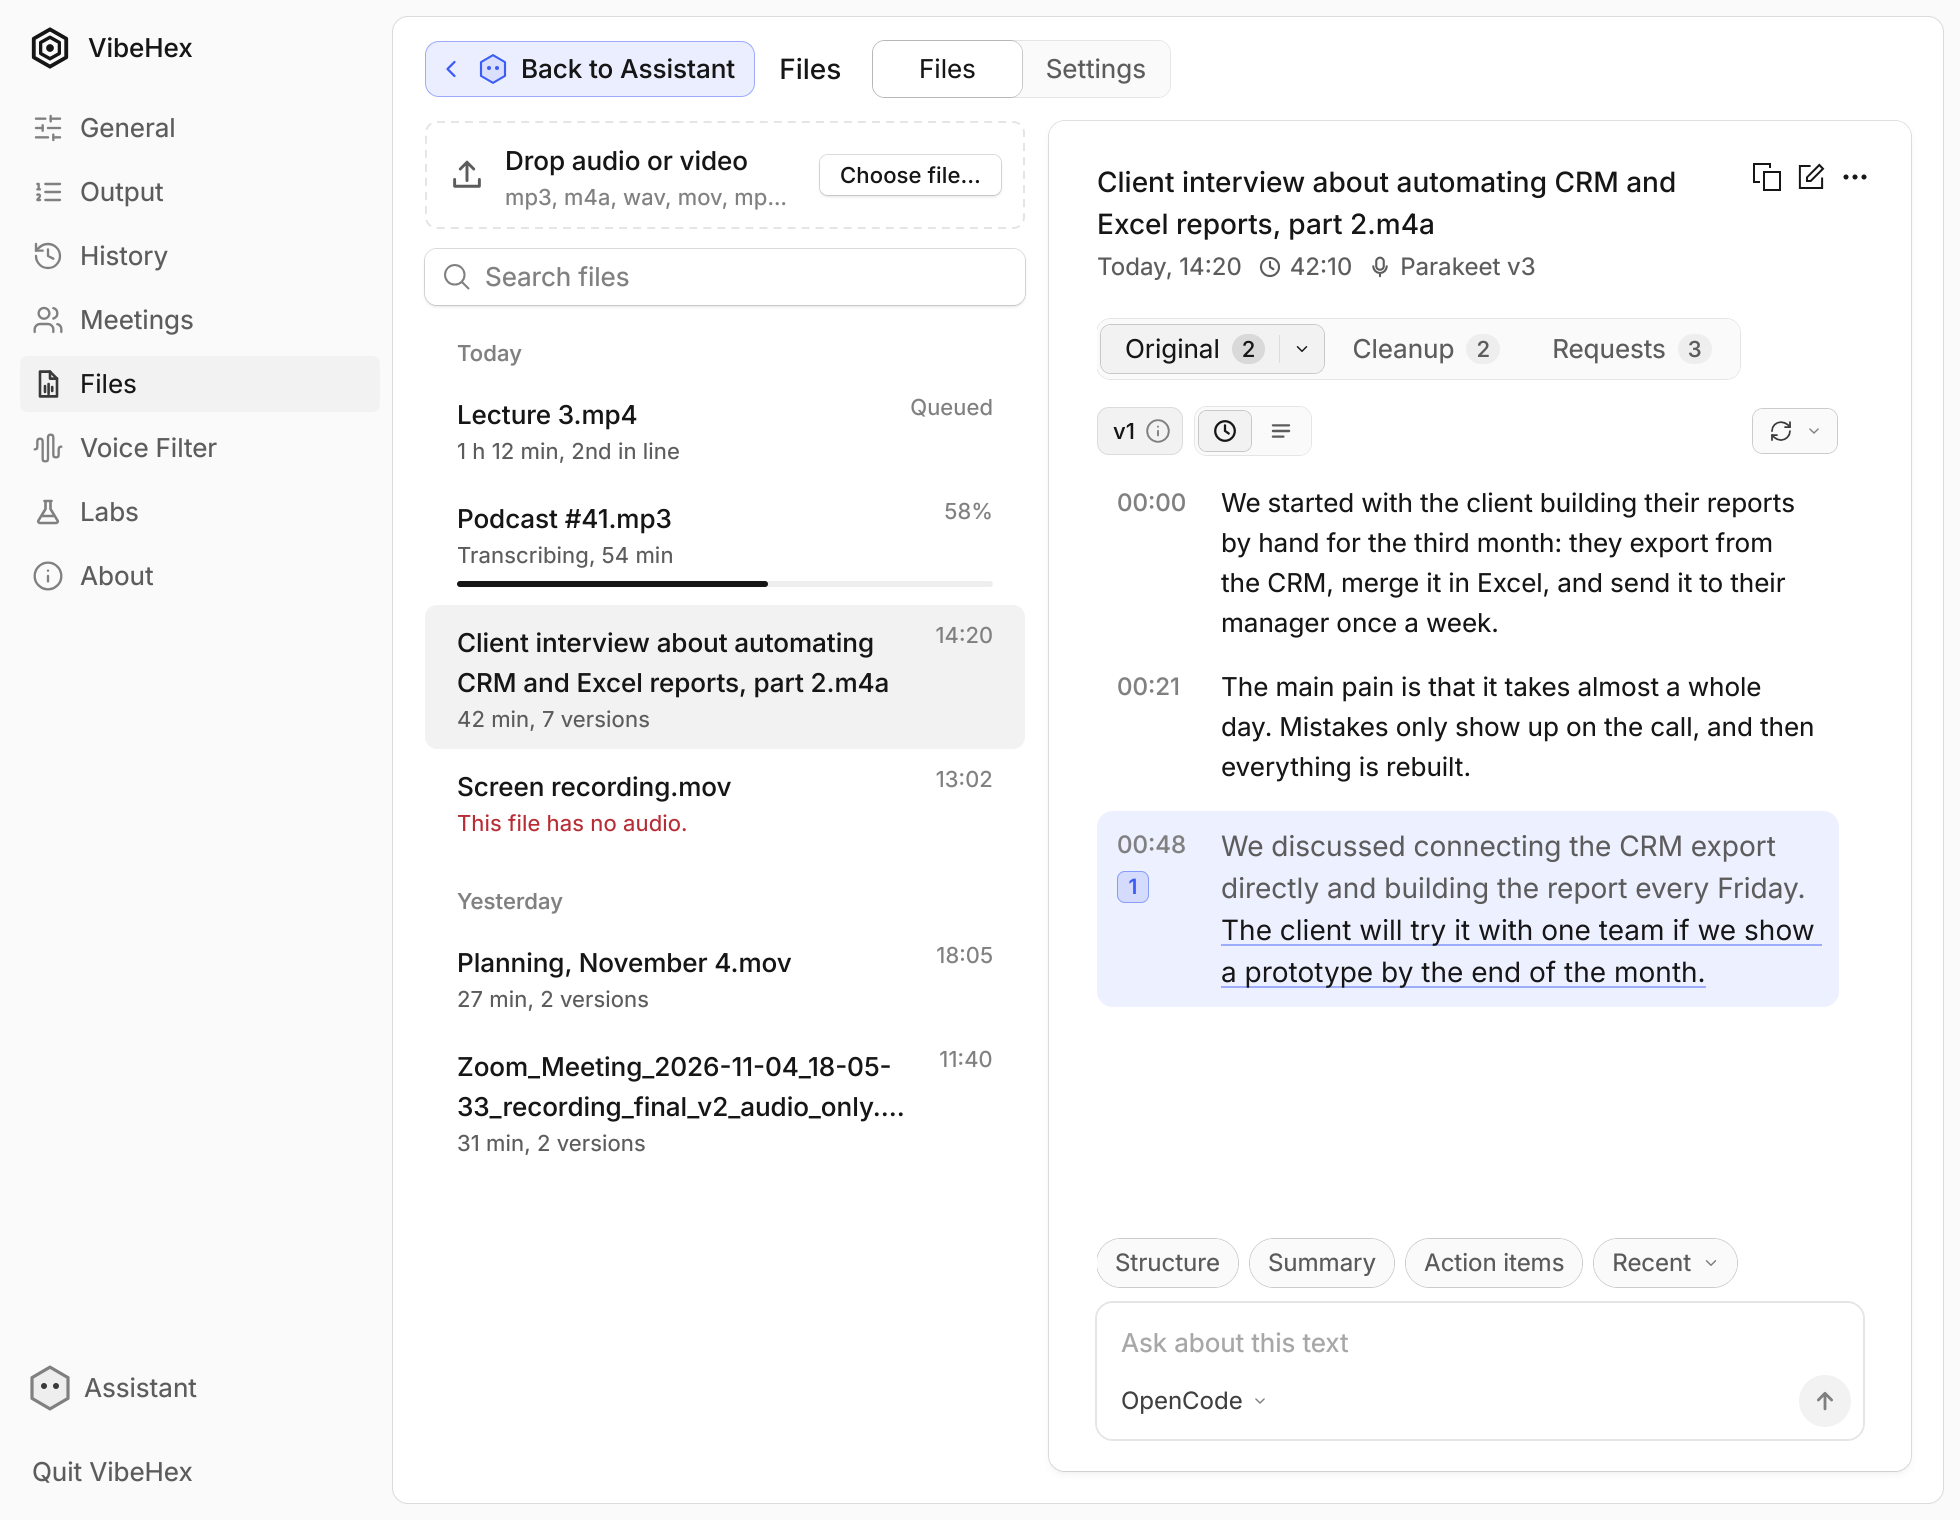 VibeHex
General
Output
History
Meetings
Files
Voice Filter
Labs
About
Assistant
Quit VibeHex
Back to Assistant
Files
Files
Settings
Drop audio or video
mp3, m4a, wav, mov, mp...
Choose file...
Search files
Today
Lecture 3.mp4
Queued
1 h 12 min, 2nd in line
Podcast #41.mp3
58%
Transcribing, 54 min
Client interview about automating
14:20
CRM and Excel reports, part 2.m4a
42 min, 7 versions
Screen recording.mov
13:02
This file has no audio.
Yesterday
Planning, November 4.mov
18:05
27 min, 2 versions
Zoom_Meeting_2026-11-04_18-05-
11:40
33_recording_final_v2_audio_only....
31 min, 2 versions
Client interview about automating CRM and
Excel reports, part 2.m4a
Today, 14:20 42:10 Parakeet v3
Original 2
Cleanup 2
Requests 3
v1
00:00
We started with the client building their reports
by hand for the third month: they export from
the CRM, merge it in Excel, and send it to their
manager once a week.
00:21
The main pain is that it takes almost a whole
day. Mistakes only show up on the call, and then
everything is rebuilt.
00:48
1
We discussed connecting the CRM export
directly and building the report every Friday.
The client will try it with one team if we show
a prototype by the end of the month.
Structure
Summary
Action items
Recent
Ask about this text
OpenCode